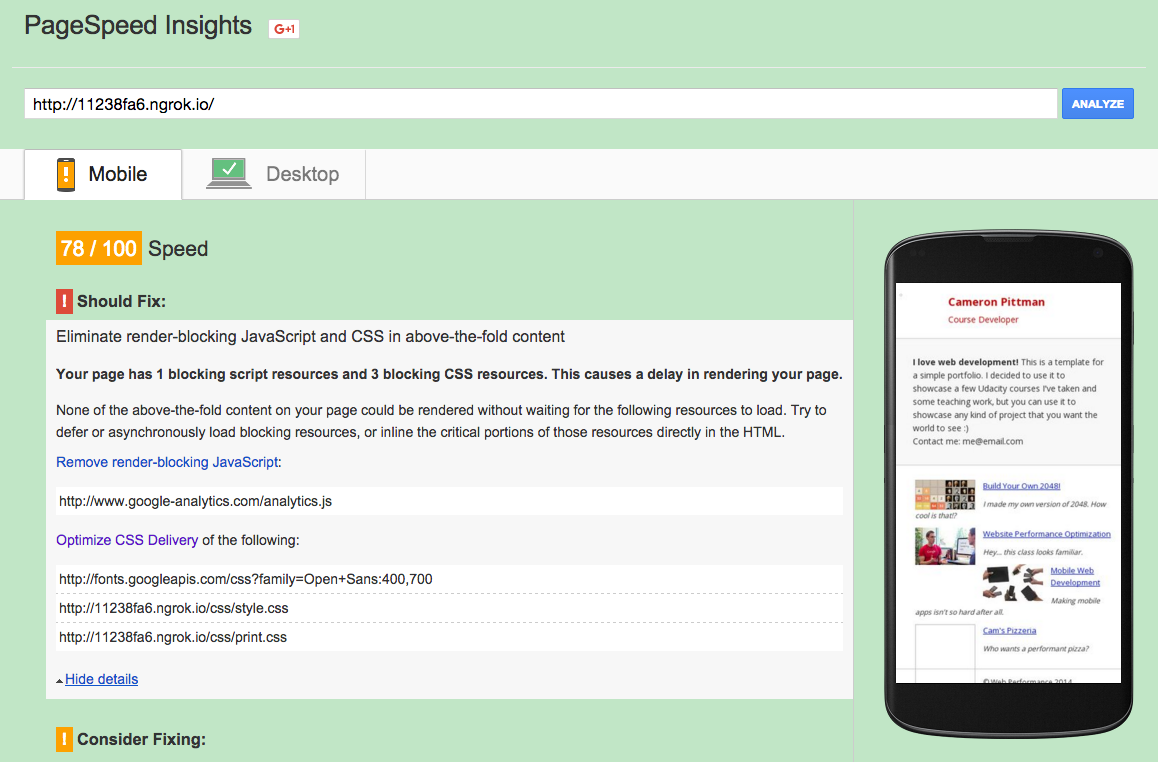 PageSpeed Insights G+1
http://11238fa6.ngrok.io/
ANALYZE
Mobile
Desktop
78 / 100 Speed
! Should Fix:
Eliminate render-blocking JavaScript and CSS in above-the-fold content
Your page has 1 blocking script resources and 3 blocking CSS resources. This causes a delay in rendering your page.
None of the above-the-fold content on your page could be rendered without waiting for the following resources to load. Try to
defer or asynchronously load blocking resources, or inline the critical portions of those resources directly in the HTML.
Remove render-blocking JavaScript:
http://www.google-analytics.com/analytics.js
Optimize CSS Delivery of the following:
http://fonts.googleapis.com/css?family=Open+Sans:400,700
http://11238fa6.ngrok.io/css/style.css
http://11238fa6.ngrok.io/css/print.css
Hide details
! Consider Fixing:
Cameron Pittman
Course Developer
I love web development! This is a template for
a simple portfolio. I decided to use it to
showcase a few Udacity courses I've taken and
some teaching work, but you can use it to
showcase any kind of project that you want the
world to see :)
Contact me: me@email.com
Build Your Own 2048!
I made my own version of 2048. How
cool is that!?
Website Performance Optimization
Hey... this class looks familiar.
Mobile Web
Development
Making mobile
apps isn't so hard after all.
Cam's Pizzeria
Who wants a performant pizza?
© Web Performance 2014